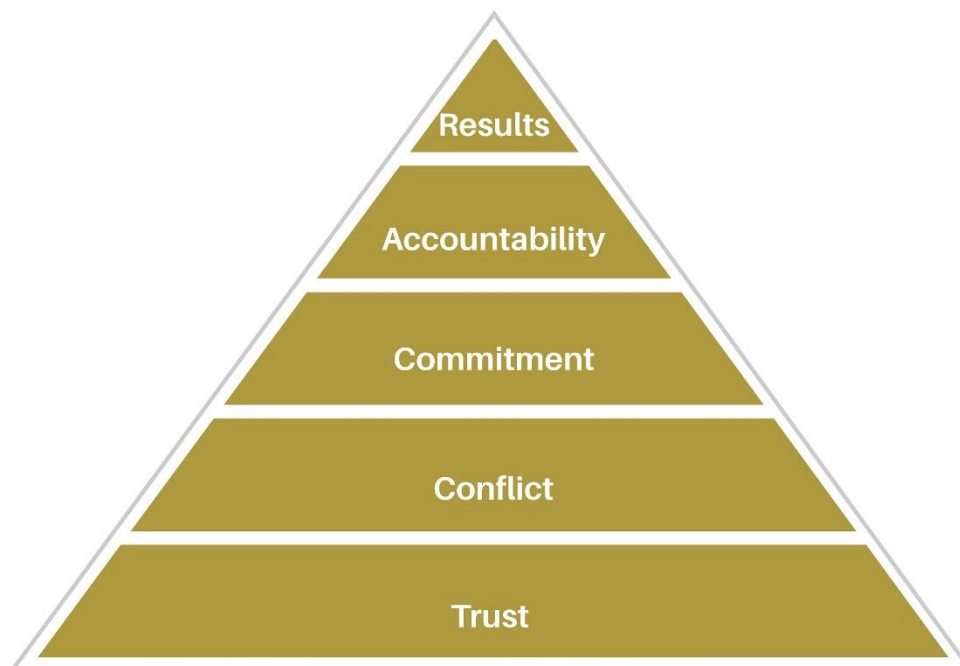 Results
Accountability
Commitment
Conflict
Trust